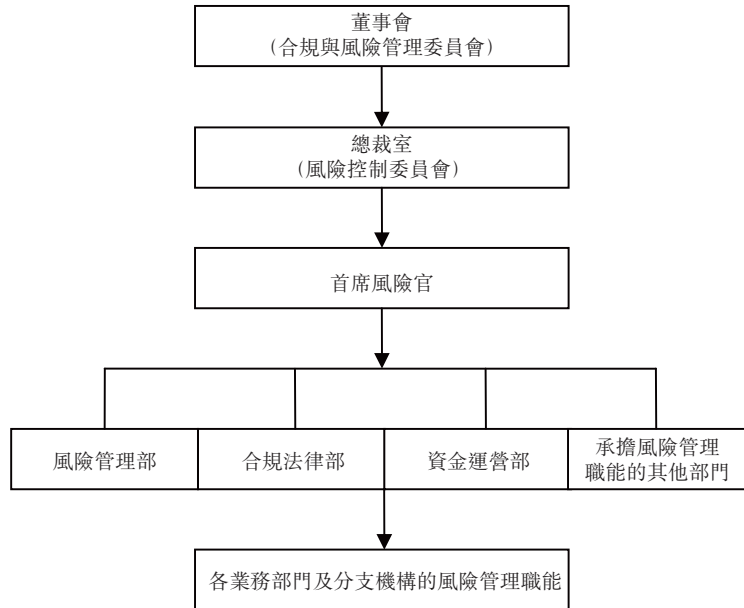 董事會
（合規與風險管理委員會）
總裁室
（風險控制委員會）
首席風險官
風險管理部
合規法律部
資金運營部
承擔風險管理
職能的其他部門
各業務部門及分支機構的風險管理職能